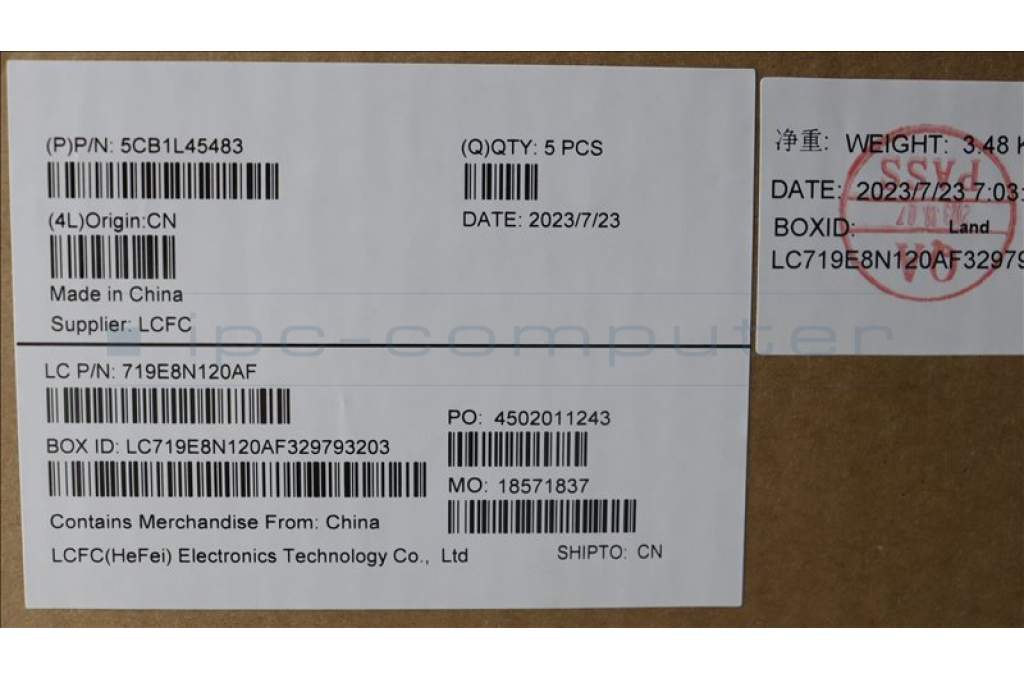 (P)P/N: 5CB1L45483
(Q)QTY: 5 PCS
(4L)Origin:CN
DATE: 2023/7/23
Made in China
Supplier: LCFC
ipc-computer
LC P/N: 719E8N120AF
PO: 4502011243
BOX ID: LC719E8N120AF329793203
MO: 18571837
Contains Merchandise From: China
LCFC(HeFei) Electronics Technology Co., Ltd
SHIPTO: CN
净重: WEIGHT: 3.48
DATE: 2023/7/23 7:03:
BOXID: Land
LC719E8N120AF32979
PASS
QA